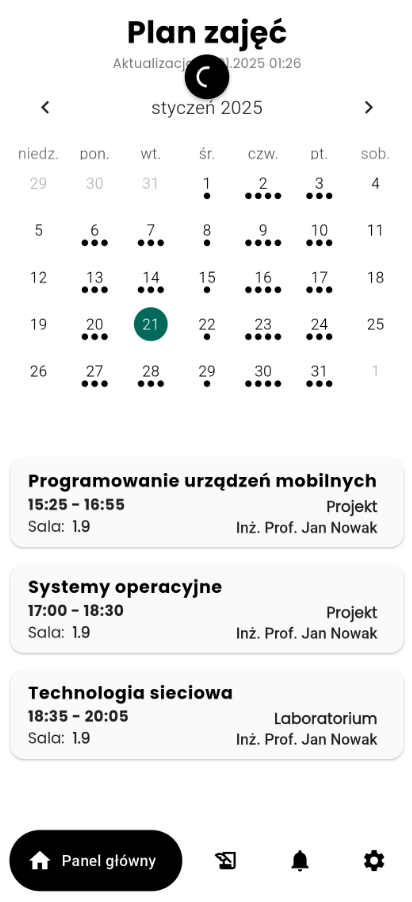 Plan zajęć
1.2025 01:26
styczeń 2025
niedz. pon. wt. śr. czw. pt. sob.
29 30 31 1 2 3 4
5 6 7 8 9 10 11
12 13 14 15 16 17 18
19 20 21 22 23 24 25
26 27 28 29 30 31 1
Programowanie urządzeń mobilnych
15:25 - 16:55 Projekt
Sala: 1.9 Inż. Prof. Jan Nowak
Systemy operacyjne
17:00 - 18:30 Projekt
Sala: 1.9 Inż. Prof. Jan Nowak
Technologia sieciowa
18:35 - 20:05 Laboratorium
Sala: 1.9 Inż. Prof. Jan Nowak
Panel główny